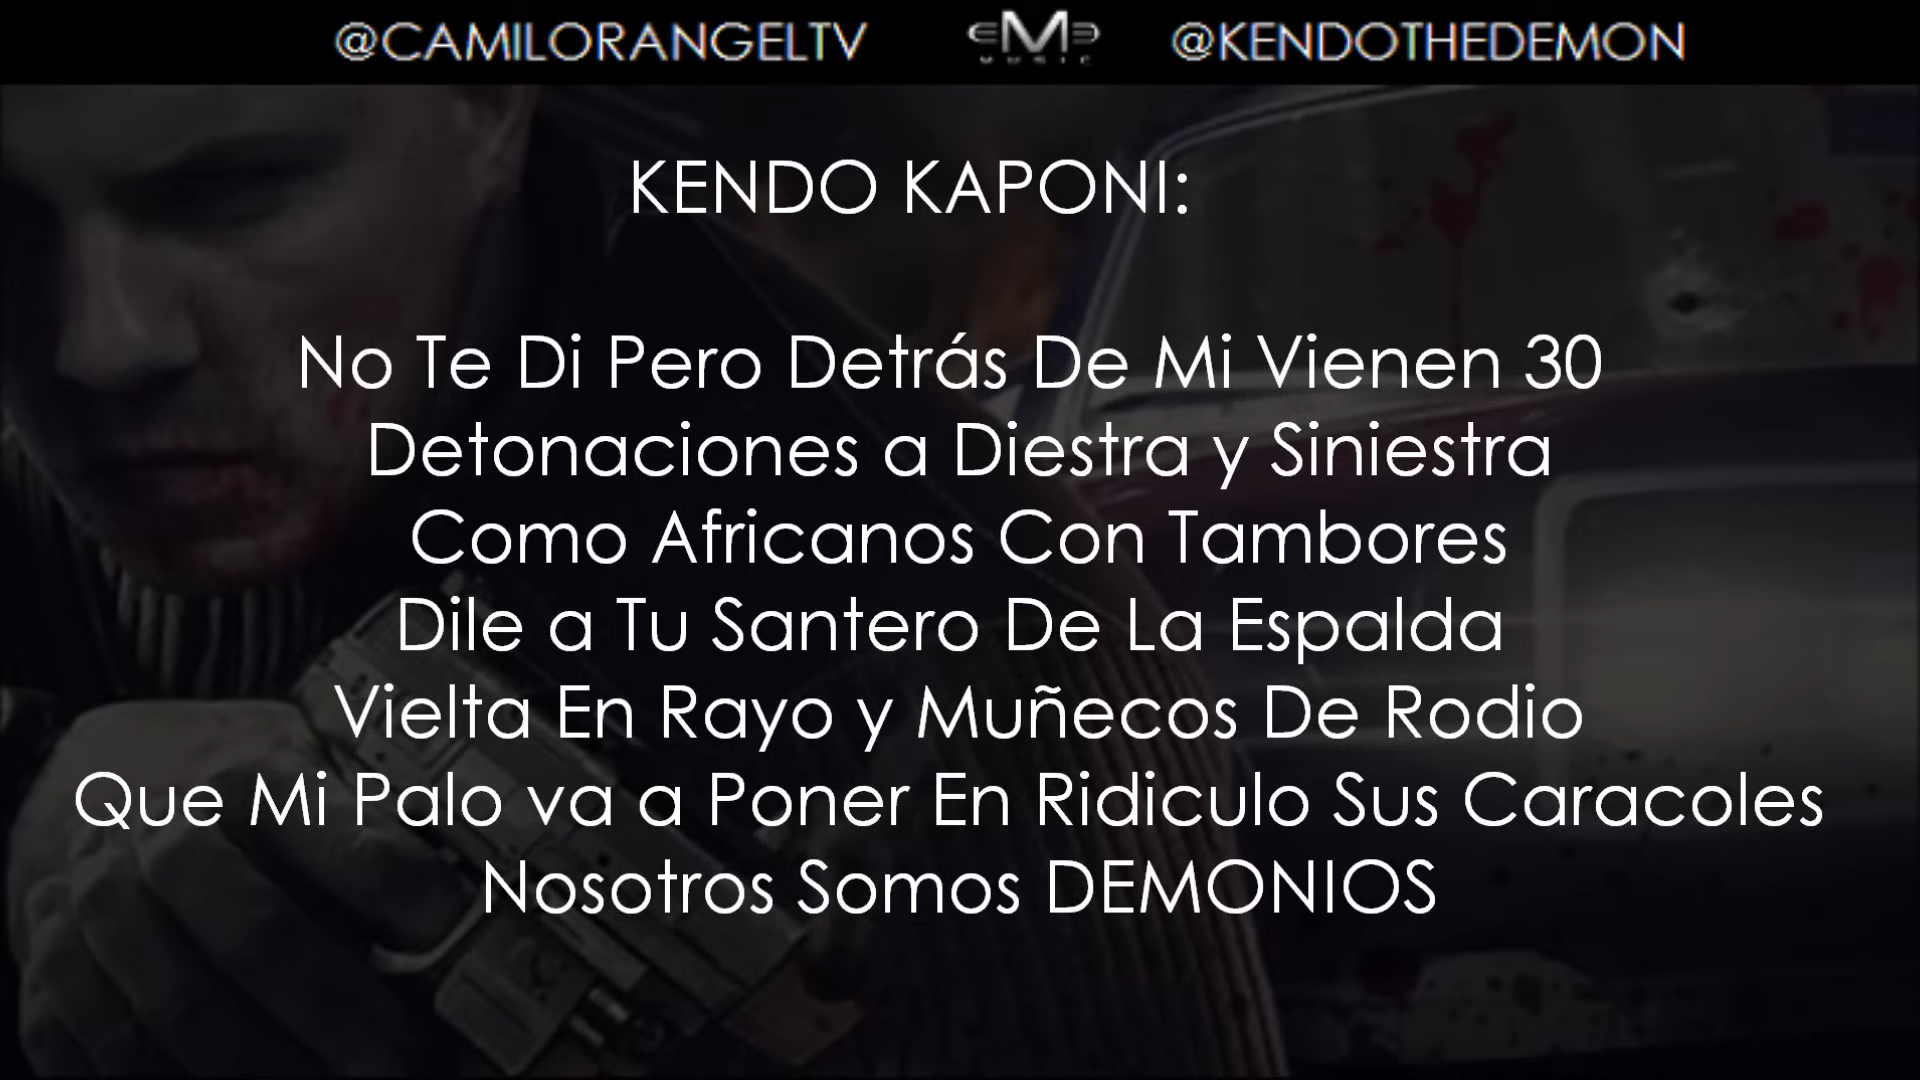 @CAMILORANGELTV EME MUSIC @KENDOTHEDEMON
KENDO KAPONI:
No Te Di Pero Detrás De Mi Vienen 30
Detonaciones a Diestra y Siniestra
Como Africanos Con Tambores
Dile a Tu Santero De La Espalda
Vielta En Rayo y Muñecos De Rodio
Que Mi Palo va a Poner En Ridiculo Sus Caracoles
Nosotros Somos DEMONIOS